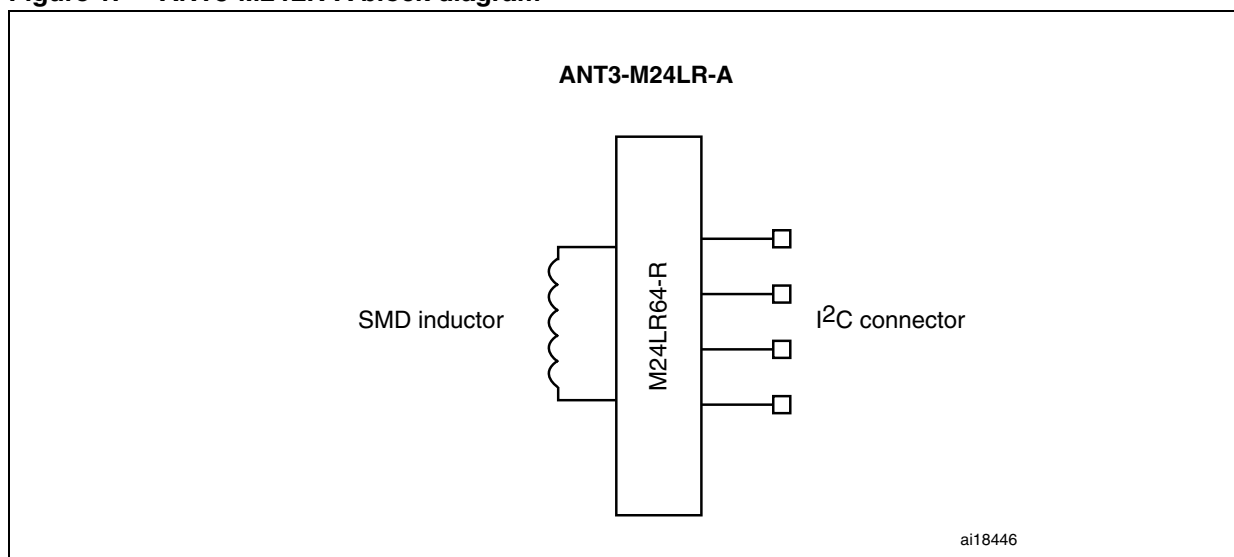 ANT3-M24LR-A
M24LR64-R
SMD inductor
I2C connector
ai18446